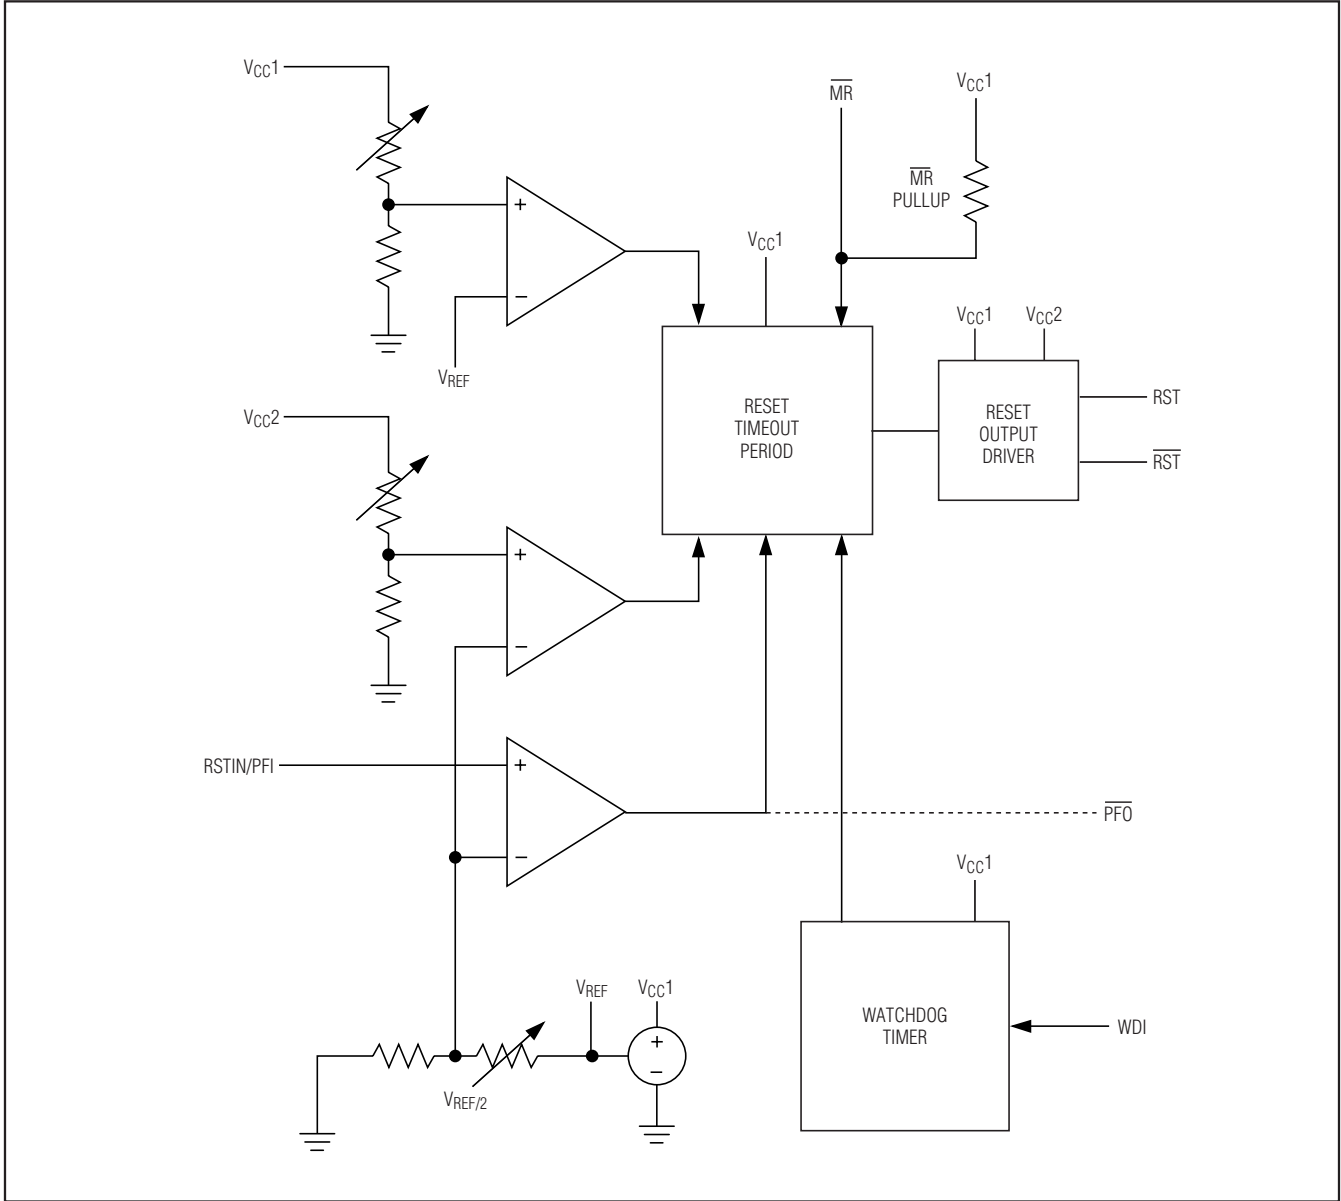 VCC1
MR
VCC1
MR
PULLUP
+
VCC1
−
VCC1
VCC2
VREF
RESET
TIMEOUT
PERIOD
RESET
OUTPUT
DRIVER
RST
RST
VCC2
+
−
RSTIN/PFI
+
PFO
−
VCC1
VREF
VCC1
WATCHDOG
TIMER
WDI
+
−
VREF/2